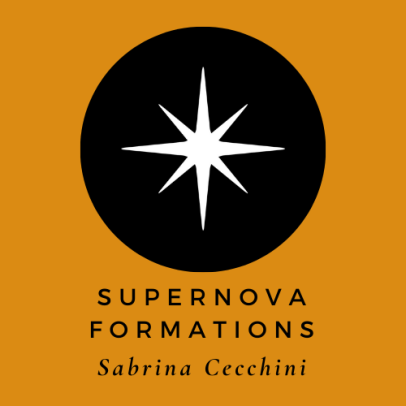 SUPERNOVA
FORMATIONS
Sabrina Cecchini